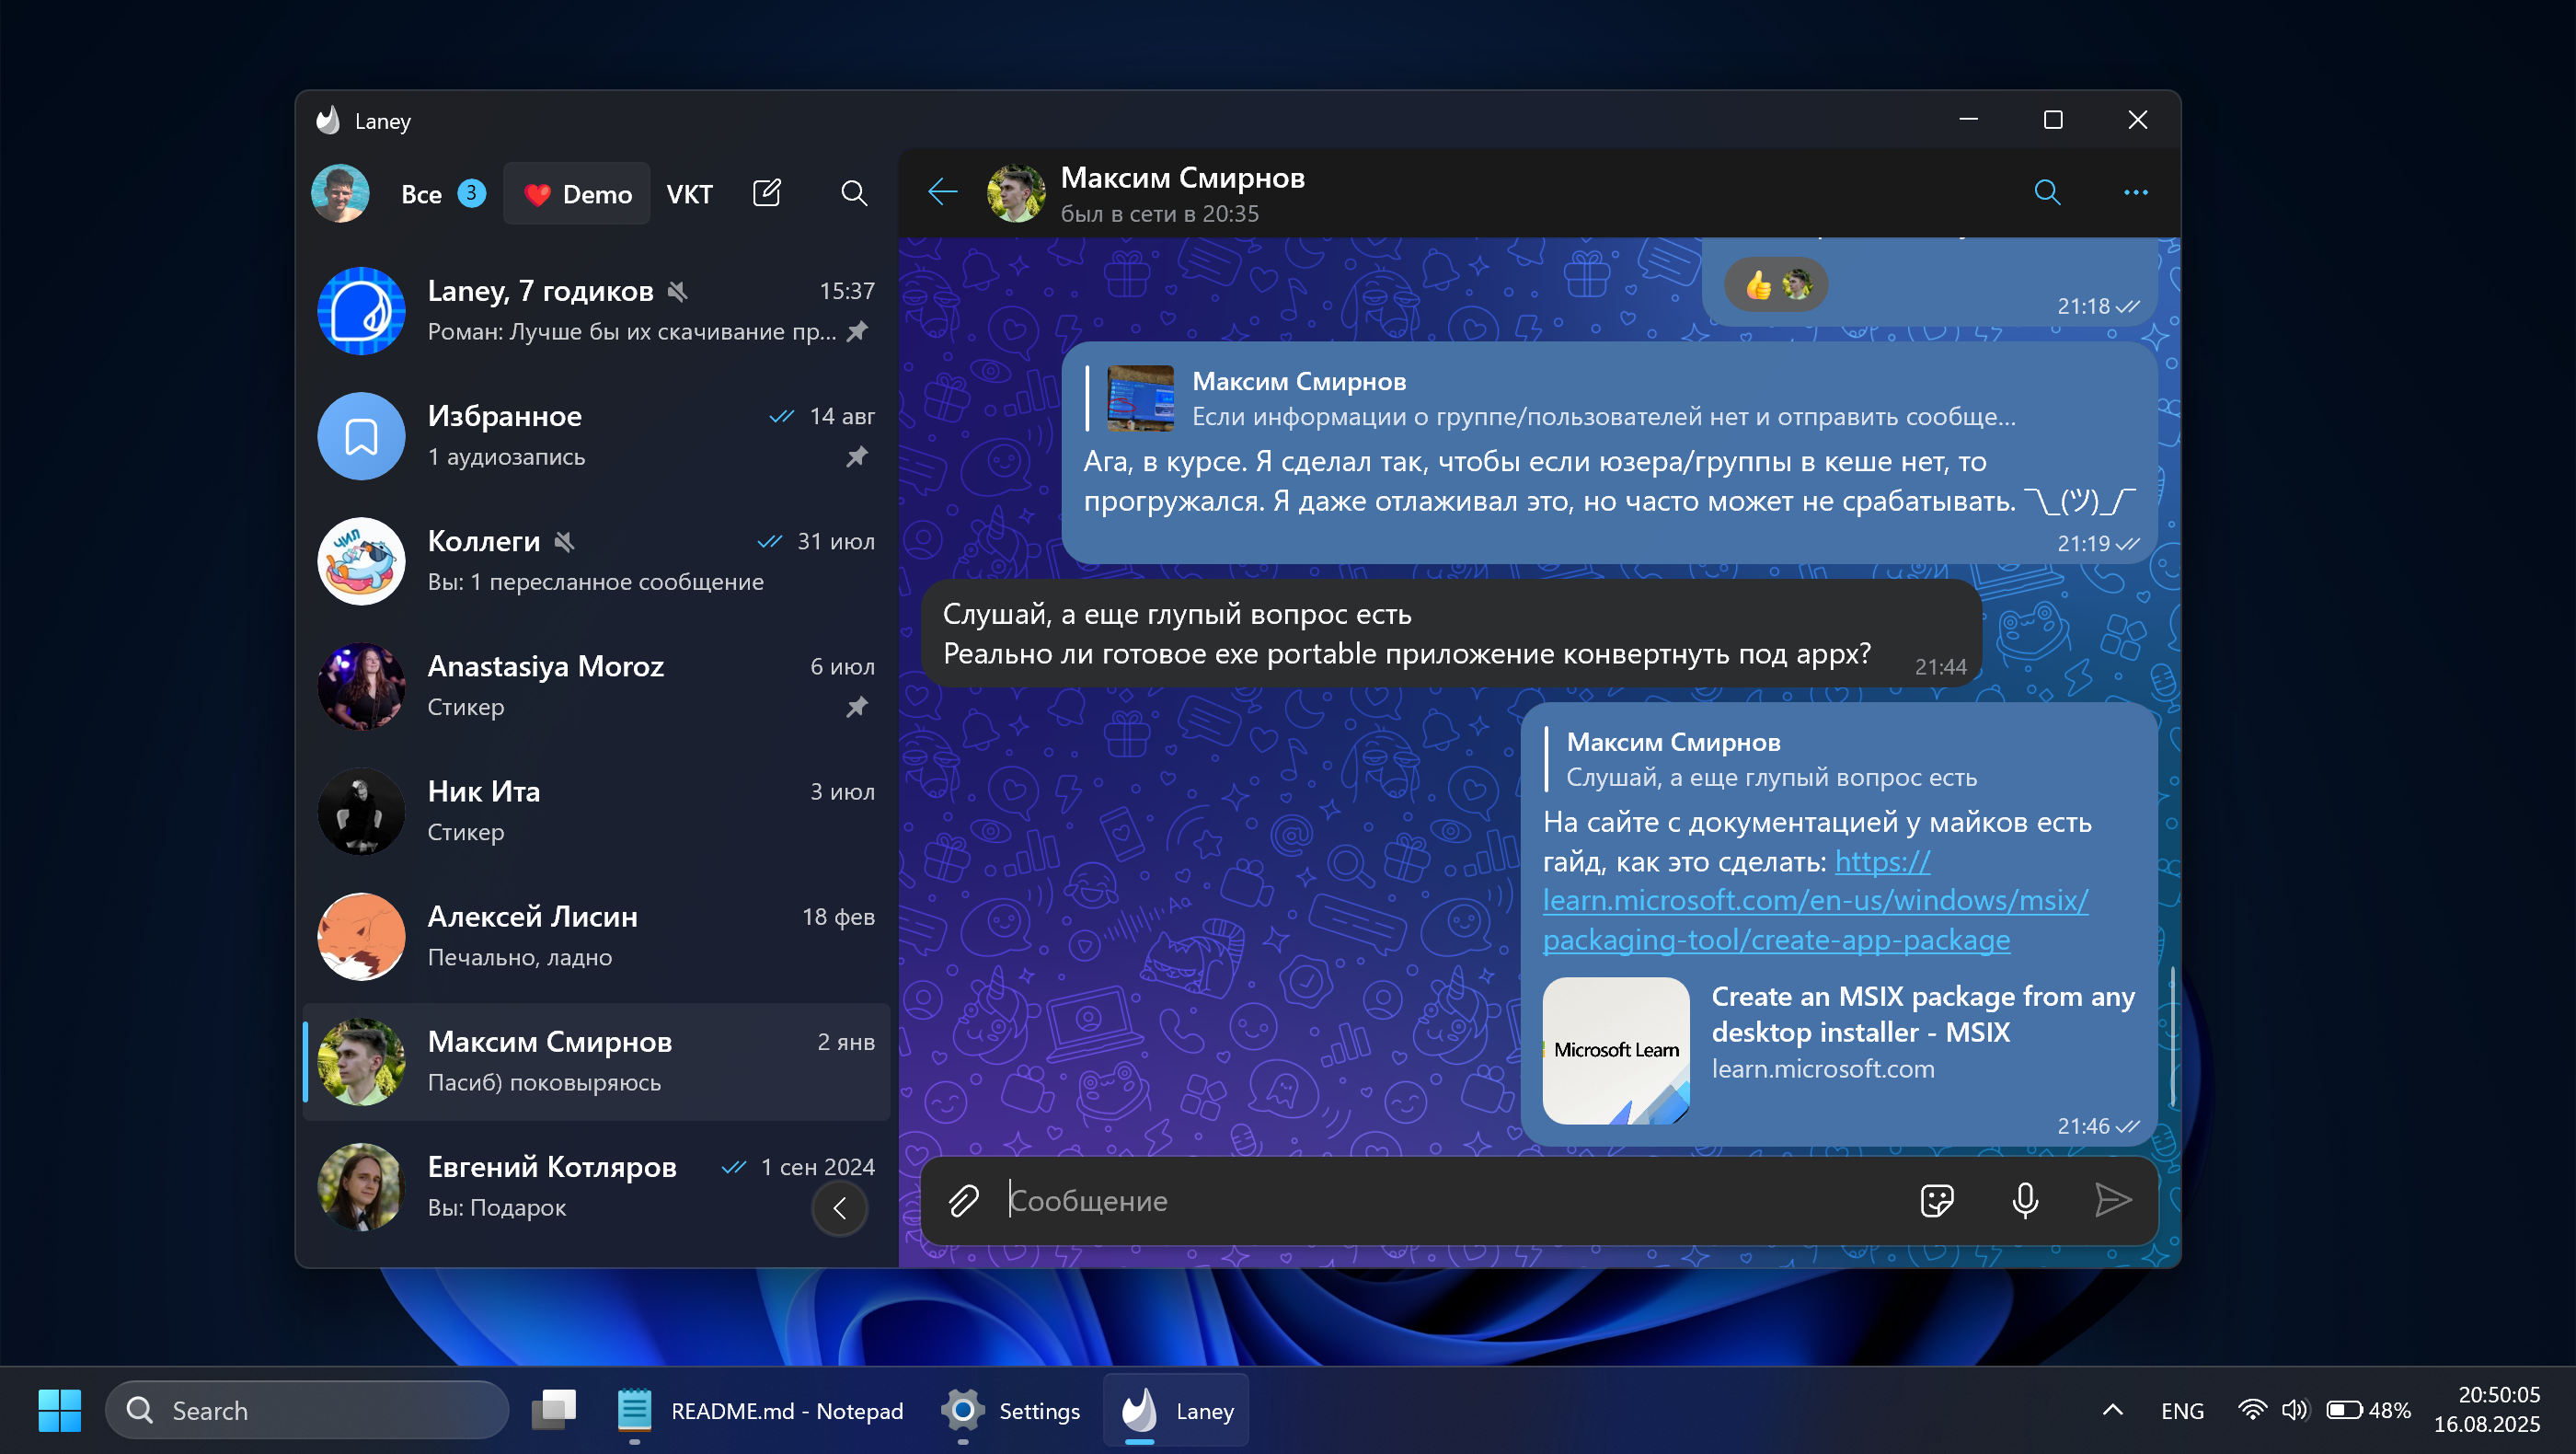 Laney
Все 3
Demo
VKT
Laney, 7 годиков 15:37
Роман: Лучше бы их скачивание пр...
Избранное 14 авг
1 аудиозапись
ЧИЛ
Коллеги 31 июл
Вы: 1 пересланное сообщение
Anastasiya Moroz 6 июл
Стикер
Ник Ита 3 июл
Стикер
Алексей Лисин 18 фев
Печально, ладно
Максим Смирнов 2 янв
Пасиб) поковыряюсь
Евгений Котляров 1 сен 2024
Вы: Подарок
Максим Смирнов
был в сети в 20:35
21:18
Максим Смирнов
Если информации о группе/пользователей нет и отправить сообще...
Ага, в курсе. Я сделал так, чтобы если юзера/группы в кеше нет, то
прогружался. Я даже отлаживал это, но часто может не срабатывать. ¯\_(ツ)_/¯
21:19
Слушай, а еще глупый вопрос есть
Реально ли готовое exe portable приложение конвертнуть под appx?
21:44
Максим Смирнов
Слушай, а еще глупый вопрос есть
На сайте с документацией у майков есть
гайд, как это сделать: https://
learn.microsoft.com/en-us/windows/msix/
packaging-tool/create-app-package
Microsoft Learn
Create an MSIX package from any
desktop installer - MSIX
learn.microsoft.com
21:46
Сообщение
Search
README.md - Notepad
Settings
Laney
ENG
48%
20:50:05
16.08.2025